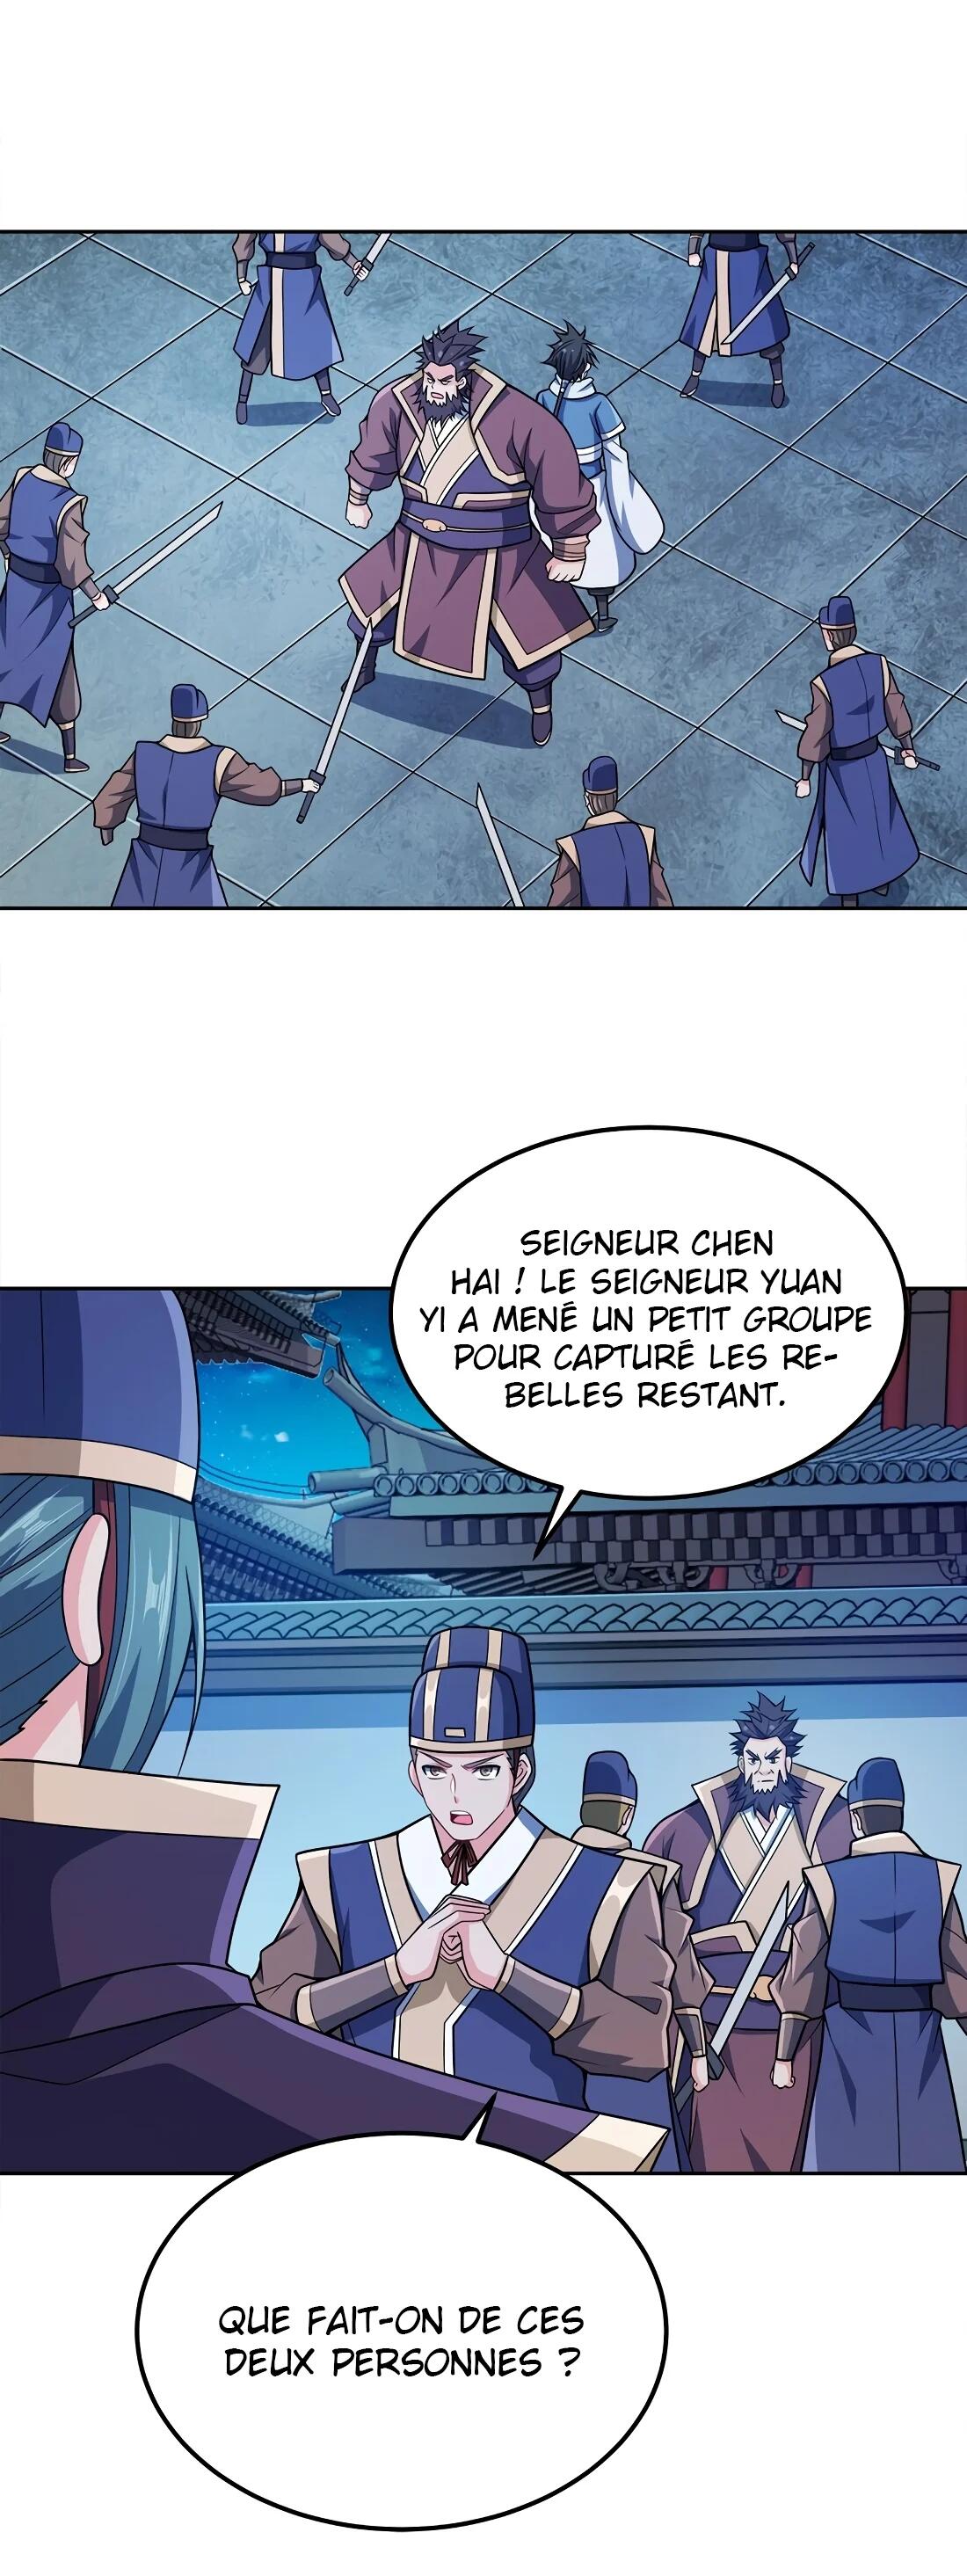 SEIGNEUR CHEN
HAI ! LE SEIGNEUR YUAN
YI A MENÉ UN PETIT GROUPE
POUR CAPTURÉ LES RE-
BELLES RESTANT.
QUE FAIT-ON DE CES
DEUX PERSONNES ?